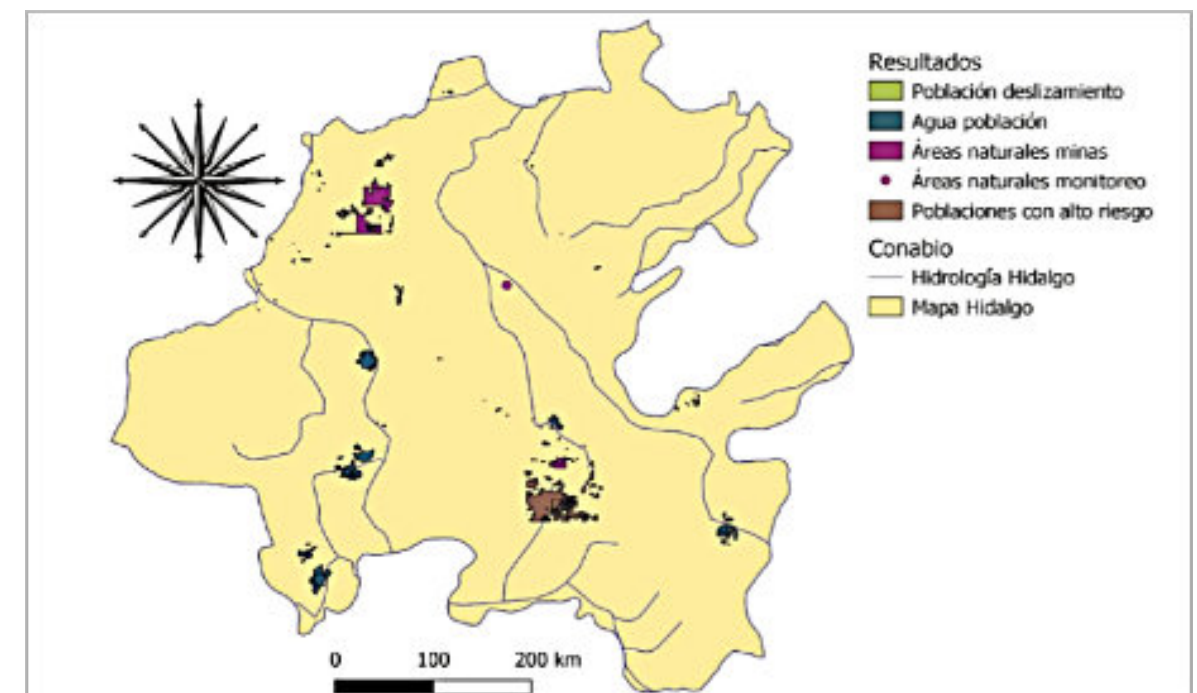 Resultados
Población deslizamiento
Agua población
Áreas naturales minas
Áreas naturales monitoreo
Poblaciones con alto riesgo
Conabio
Hidrología Hidalgo
Mapa Hidalgo
0 100 200 km